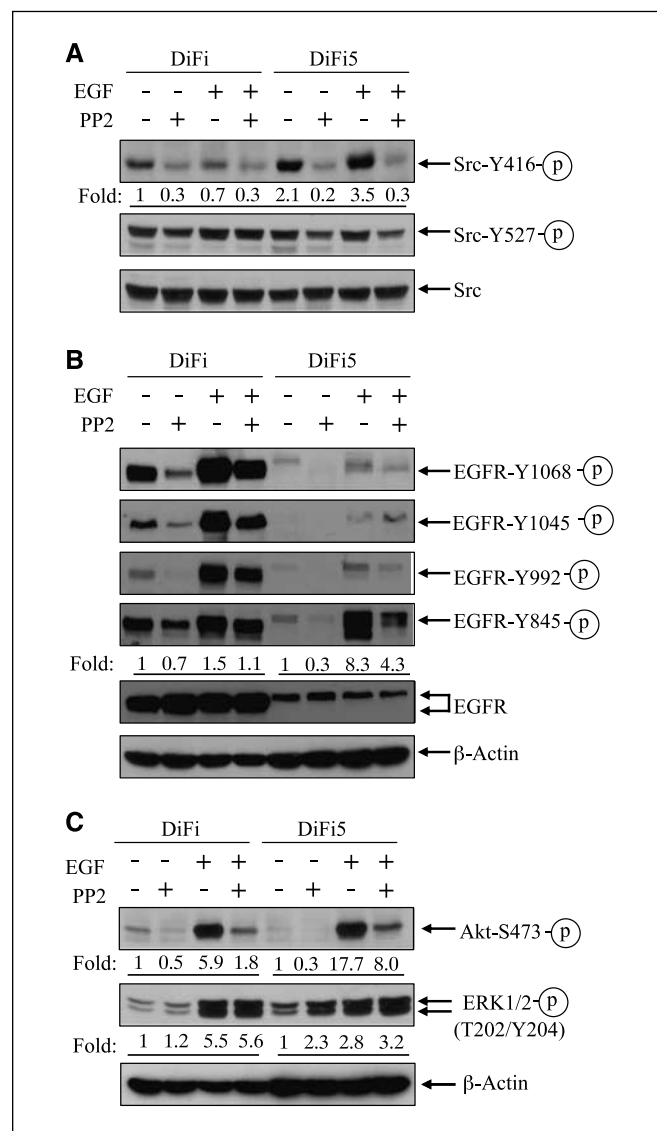 A
DiFi DiFi5
EGF - - + + - - + +
PP2 - + - + - + - +
Src-Y416-p
Fold: 1 0.3 0.7 0.3 2.1 0.2 3.5 0.3
Src-Y527-p
Src
B
DiFi DiFi5
EGF - - + + - - + +
PP2 - + - + - + - +
EGFR-Y1068-p
EGFR-Y1045-p
EGFR-Y992-p
EGFR-Y845-p
Fold: 1 0.7 1.5 1.1 1 0.3 8.3 4.3
EGFR
β-Actin
C
DiFi DiFi5
EGF - - + + - - + +
PP2 - + - + - + - +
Akt-S473-p
Fold: 1 0.5 5.9 1.8 1 0.3 17.7 8.0
ERK1/2-p
(T202/Y204)
Fold: 1 1.2 5.5 5.6 1 2.3 2.8 3.2
β-Actin